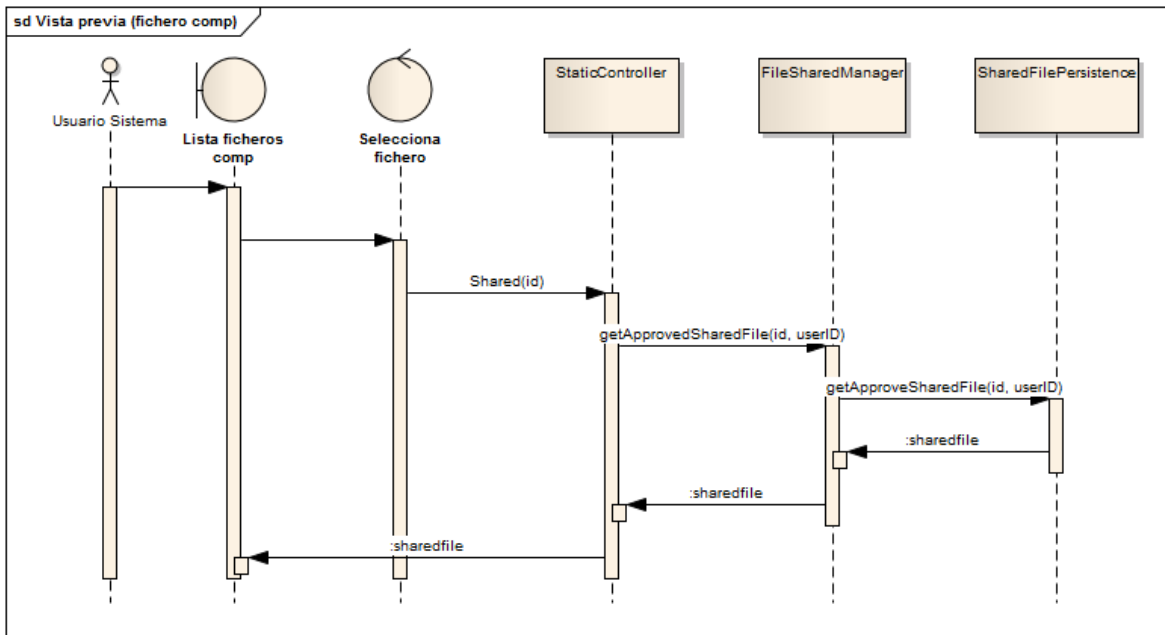 sd Vista previa (fichero comp)
Usuario Sistema
Lista ficheros
comp
Selecciona
fichero
StaticController
FileSharedManager
SharedFilePersistence
Shared(id)
getApprovedSharedFile(id, userID)
getApproveSharedFile(id, userID)
:sharedfile
:sharedfile
:sharedfile